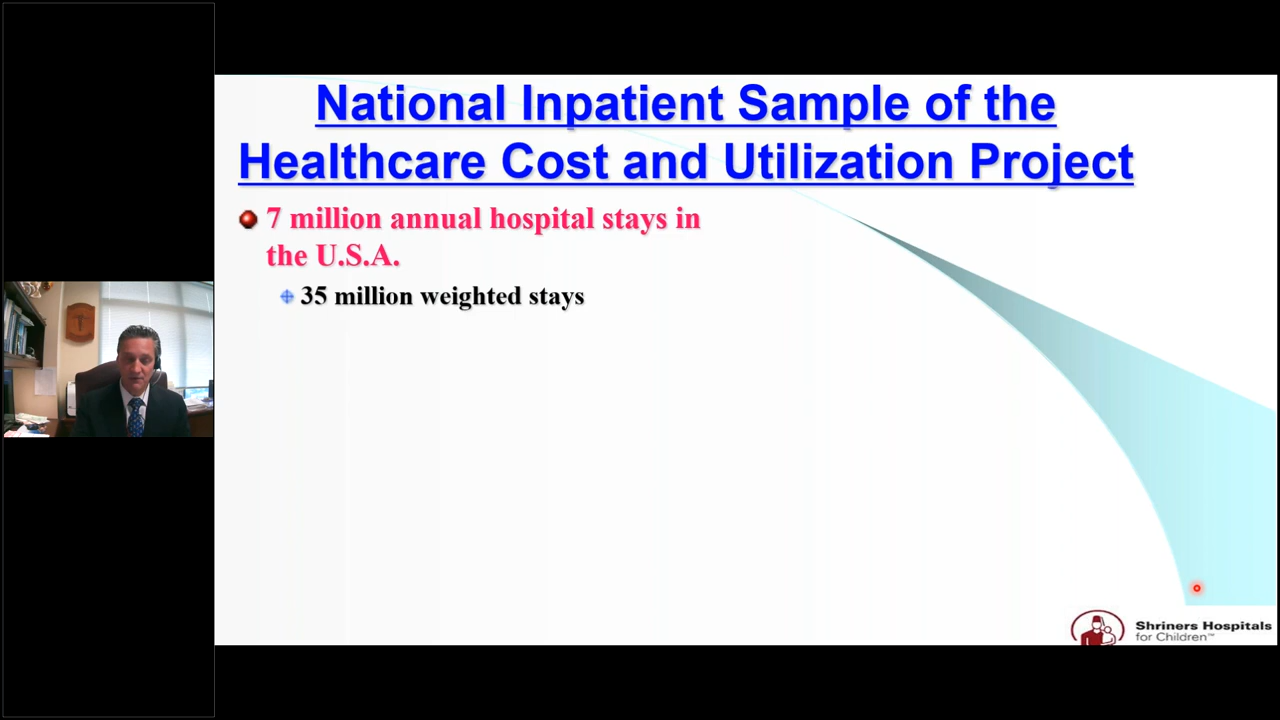 National Inpatient Sample of the
Healthcare Cost and Utilization Project
7 million annual hospital stays in
the U.S.A.
35 million weighted stays
Shriners Hospitals
for Children™